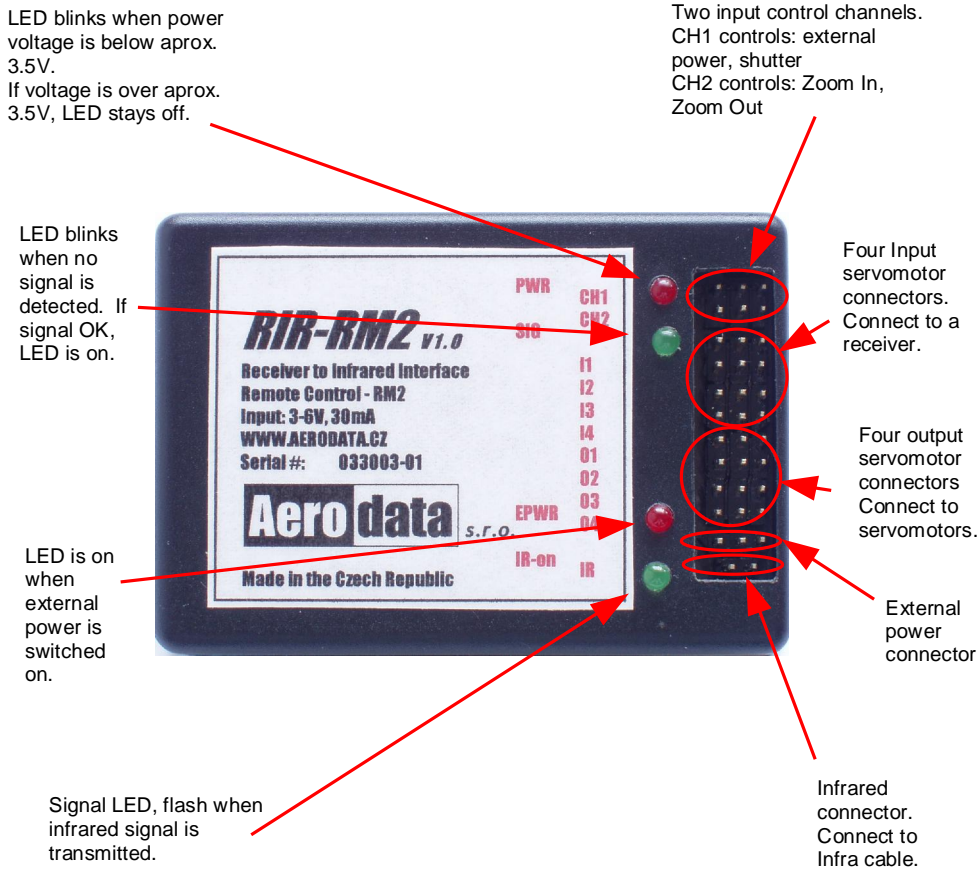 LED blinks when power
voltage is below aprox.
3.5V.
If voltage is over aprox.
3.5V, LED stays off.
Two input control channels.
CH1 controls: external
power, shutter
CH2 controls: Zoom In,
Zoom Out
LED blinks
when no
signal is
detected. If
signal OK,
LED is on.
Four Input
servomotor
connectors.
Connect to a
receiver.
PWR
CH1
CH2
SIG
RIR-RM2 V1.0
Receiver to Infrared Interface
Remote Control - RM2
Input: 3-6V, 30mA
WWW.AERODATA.CZ
Serial #: 033003-01
I1
I2
I3
I4
O1
O2
O3
O4
Aerodata s.r.o.
EPWR
IR-on
IR
Made in the Czech Republic
Four output
servomotor
connectors
Connect to
servomotors.
LED is on
when
external
power is
switched
on.
External
power
connector
Signal LED, flash when
infrared signal is
transmitted.
Infrared
connector.
Connect to
Infra cable.